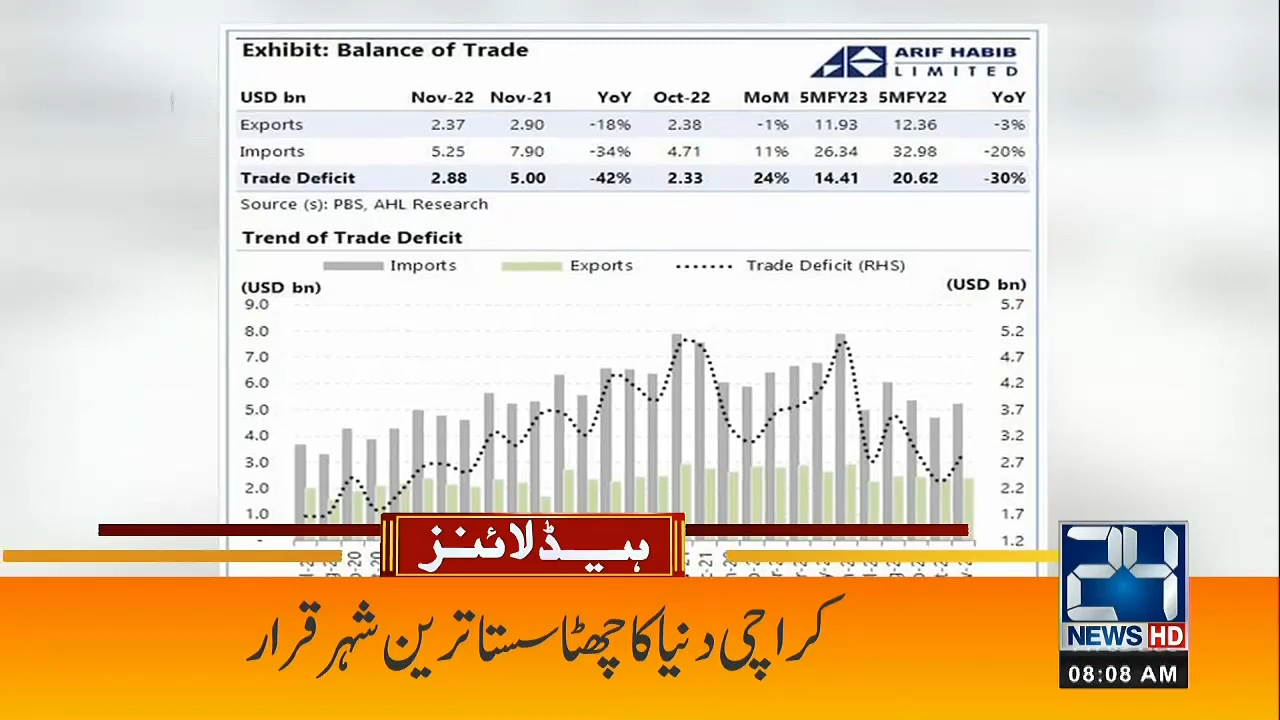 Exhibit: Balance of Trade
ARIF HABIB
LIMITED
USD bn Nov-22 Nov-21 YoY Oct-22 MoM 5MFY23 5MFY22 YoY
Exports 2.37 2.90 -18% 2.38 -1% 11.93 12.36 -3%
Imports 5.25 7.90 -34% 4.71 11% 26.34 32.98 -20%
Trade Deficit 2.88 5.00 -42% 2.33 24% 14.41 20.62 -30%
Source (s): PBS, AHL Research
Trend of Trade Deficit
Imports Exports Trade Deficit (RHS)
(USD bn) (USD bn)
9.0 5.7
8.0 5.2
7.0 4.7
6.0 4.2
5.0 3.7
4.0 3.2
3.0 2.7
2.0 2.2
1.0 1.7
- 1.2
ہیڈلائنز
کراچی دنیا کا چھٹا سستا ترین شہر قرار
24
NEWS HD
08:08 AM